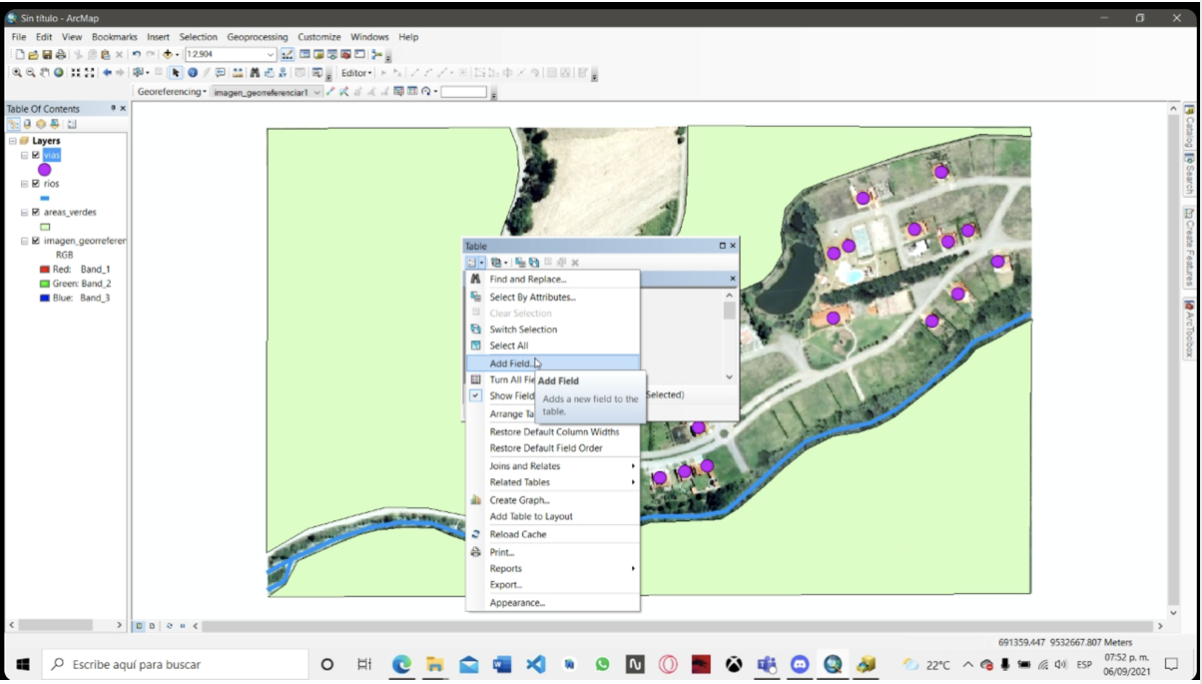 Sin título - ArcMap
File Edit View Bookmarks Insert Selection Geoprocessing Customize Windows Help
1:2,904
Editor
Georeferencing imagen_georreferenciar1
Table Of Contents
Layers
vias
rios
areas_verdes
imagen_georreferer
RGB
Red: Band_1
Green: Band_2
Blue: Band_3
Table
Find and Replace...
Select By Attributes...
Clear Selection
Switch Selection
Select All
Add Field...
Turn All Fie
Add Field
Show Field
Adds a new field to the
table.
Selected)
Arrange Ta
Restore Default Column Widths
Restore Default Field Order
Joins and Relates
Related Tables
Create Graph...
Add Table to Layout
Reload Cache
Print...
Reports
Export...
Appearance...
Catalog
Search
Create Features
ArcToolbox
691359.447 9532667.807 Meters
Escribe aquí para buscar
22°C
ESP
07:52 p. m.
06/09/2021